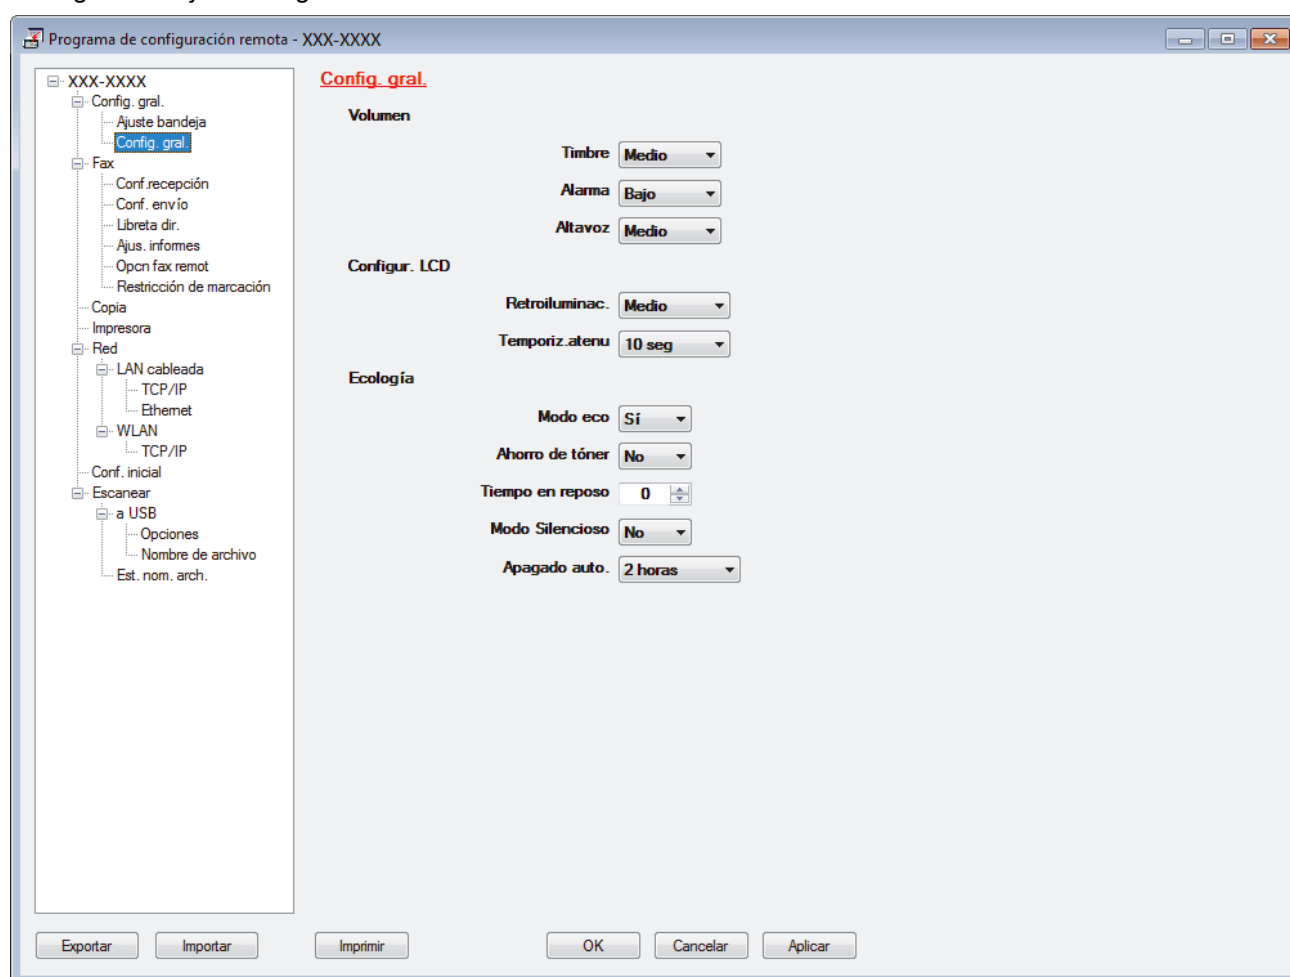 Programa de configuración remota - XXX-XXXX
XXX-XXXX
Config. gral.
Ajuste bandeja
Config. gral.
Fax
Conf.recepción
Conf. envío
Libreta dir.
Ajus. informes
Opcn fax remot
Restricción de marcación
Copia
Impresora
Red
LAN cableada
TCP/IP
Ethernet
WLAN
TCP/IP
Conf. inicial
Escanear
a USB
Opciones
Nombre de archivo
Est. nom. arch.
Config. gral.
Volumen
Timbre Medio
Alarma Bajo
Altavoz Medio
Configur. LCD
Retroiluminac. Medio
Temporiz.atenu 10 seg
Ecología
Modo eco Sí
Ahorro de tóner No
Tiempo en reposo 0
Modo Silencioso No
Apagado auto. 2 horas
Exportar Importar Imprimir OK Cancelar Aplicar